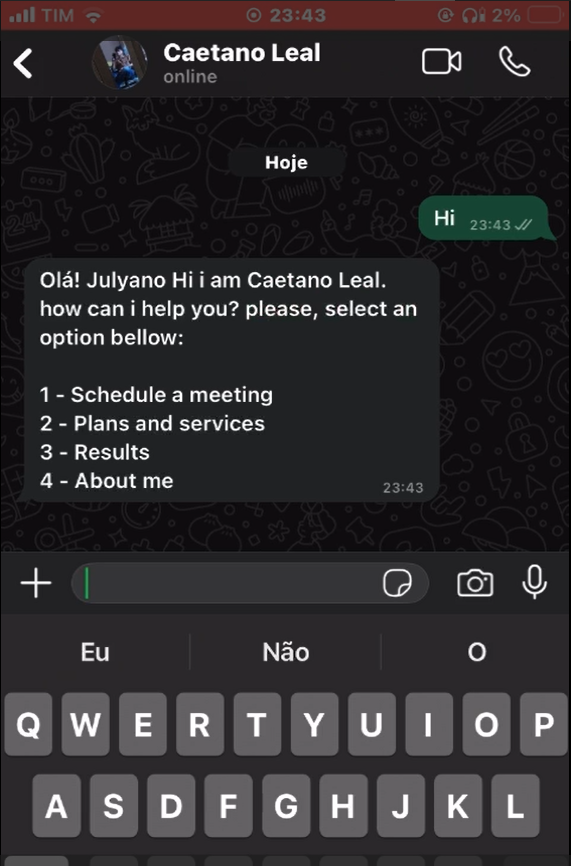 TIM 23:43 2%
Caetano Leal
online
Hoje
Hi 23:43
Olá! Julyano Hi i am Caetano Leal.
how can i help you? please, select an
option bellow:
1 - Schedule a meeting
2 - Plans and services
3 - Results
4 - About me
23:43
Eu Não O
Q W E R T Y U I O P
A S D F G H J K L